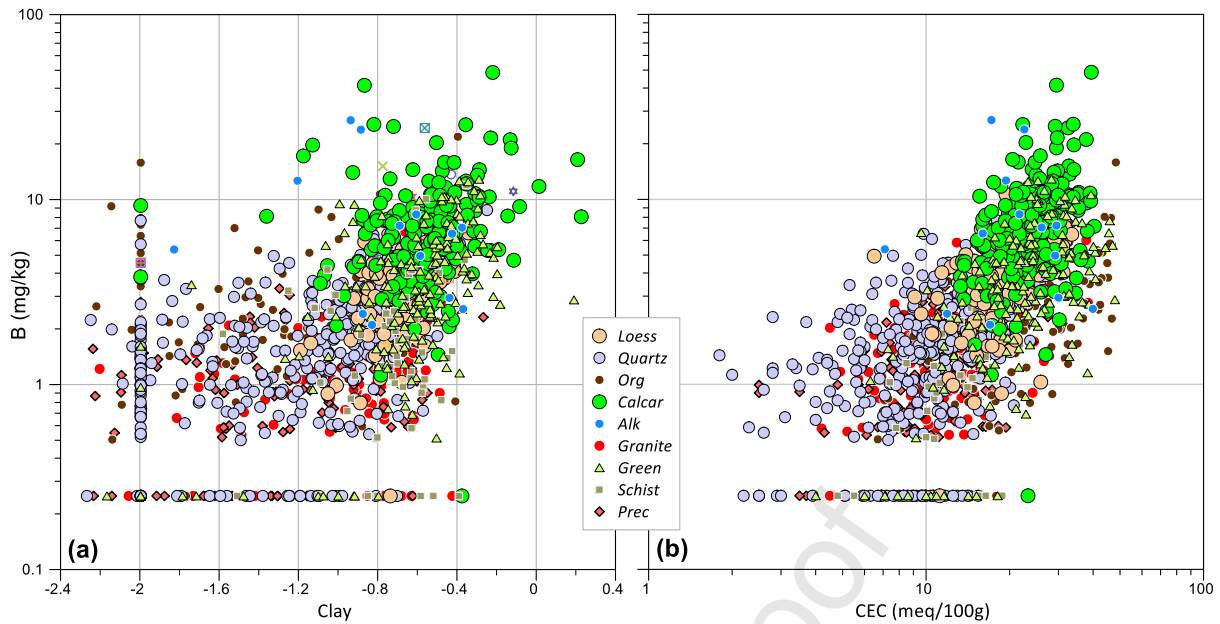 100
10
1
0.1
B (mg/kg)
-2.4
-2
-1.6
-1.2
-0.8
-0.4
0
0.4
Clay
(a)
Loess
Quartz
Org
Calcar
Alk
Granite
Green
Schist
Prec
(b)
1
10
100
CEC (meq/100g)
oof